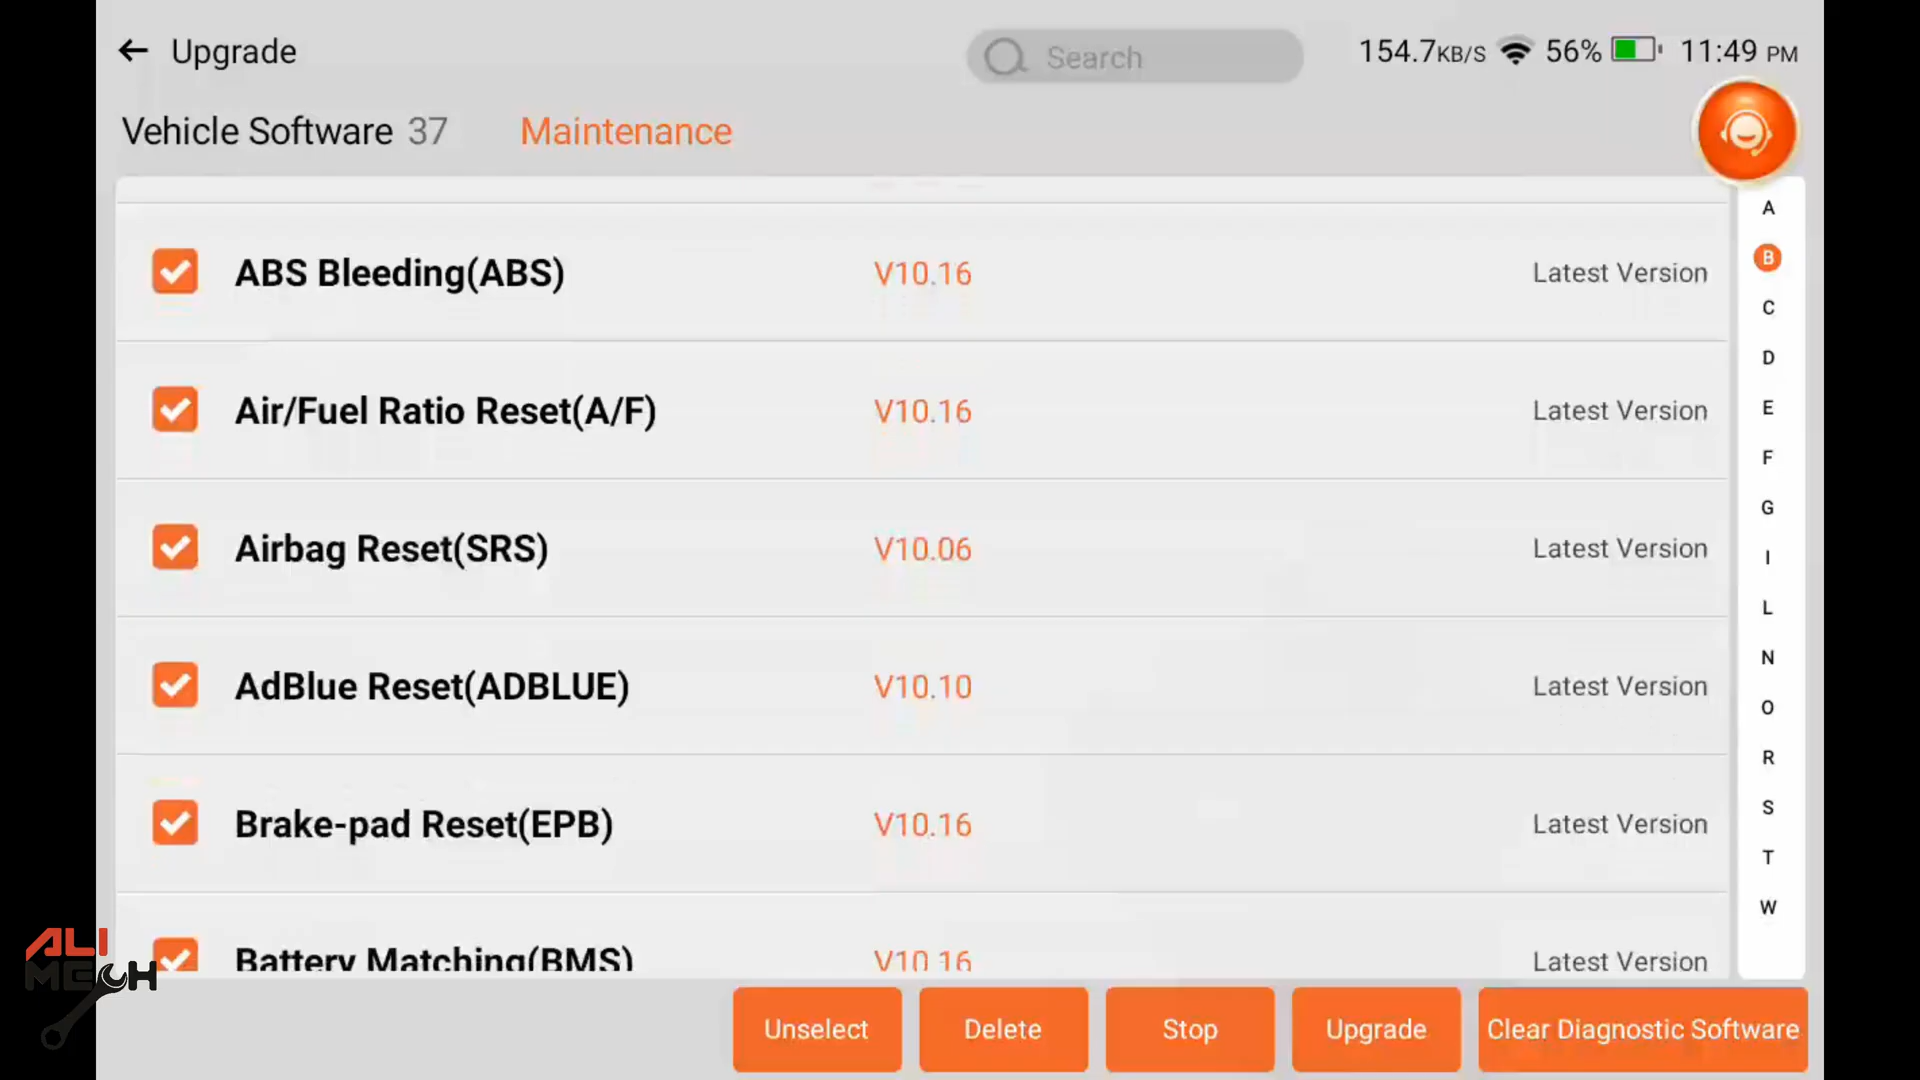 Upgrade
Search
154.7KB/S 56% 11:49 PM
Vehicle Software 37 Maintenance
ABS Bleeding(ABS) V10.16 Latest Version
Air/Fuel Ratio Reset(A/F) V10.16 Latest Version
Airbag Reset(SRS) V10.06 Latest Version
AdBlue Reset(ADBLUE) V10.10 Latest Version
Brake-pad Reset(EPB) V10.16 Latest Version
Battery Matching(BMS) V10.16 Latest Version
A
B
C
D
E
F
G
I
L
N
O
R
S
T
W
ALI
MECH
Unselect Delete Stop Upgrade Clear Diagnostic Software